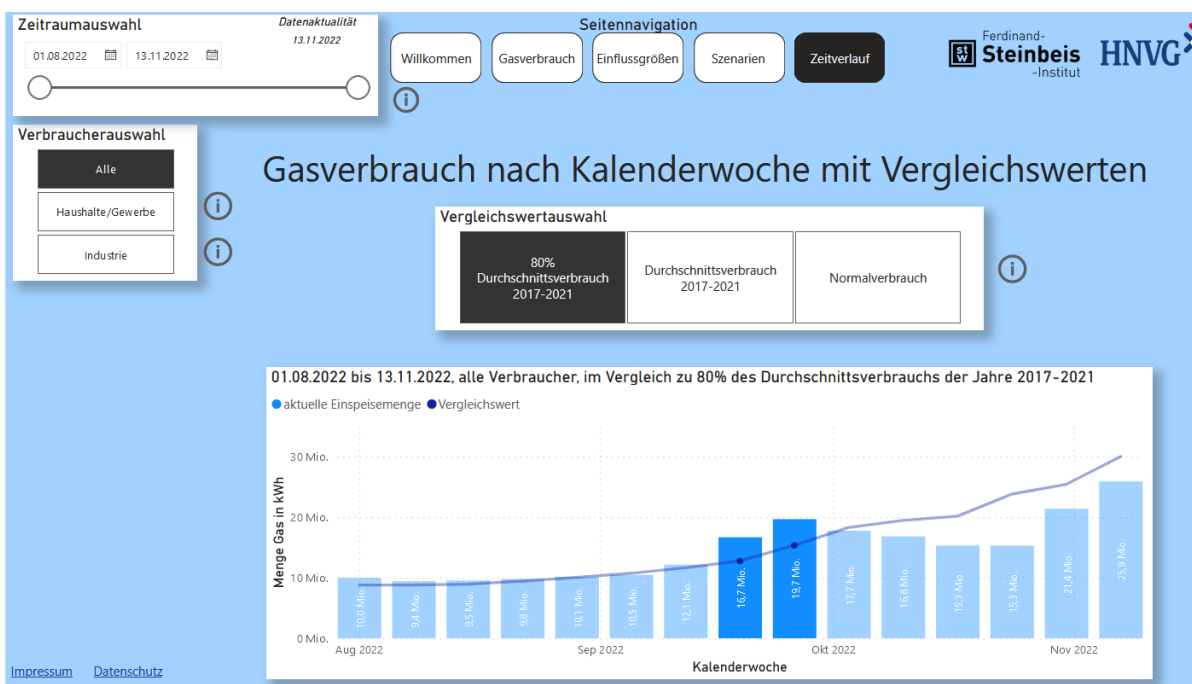 Zeitraumauswahl
Datenaktualität
13.11.2022
01.08.2022
13.11.2022
Seitennavigation
Willkommen
Gasverbrauch
Einflussgrößen
Szenarien
Zeitverlauf
Ferdinand-
Steinbeis
-Institut
HNVG
Verbraucherauswahl
Alle
Haushalte/Gewerbe
Industrie
Gasverbrauch nach Kalenderwoche mit Vergleichswerten
Vergleichswertauswahl
80%
Durchschnittsverbrauch
2017-2021
Durchschnittsverbrauch
2017-2021
Normalverbrauch
01.08.2022 bis 13.11.2022, alle Verbraucher, im Vergleich zu 80% des Durchschnittsverbrauchs der Jahre 2017-2021
aktuelle Einspeisemenge Vergleichswert
Menge Gas in kWh
30 Mio.
20 Mio.
10 Mio.
0 Mio.
10,0 Mio.
9,4 Mio.
9,5 Mio.
9,8 Mio.
10,1 Mio.
10,5 Mio.
12,1 Mio.
16,7 Mio.
19,7 Mio.
17,7 Mio.
16,8 Mio.
15,3 Mio.
15,3 Mio.
21,4 Mio.
25,9 Mio.
Aug 2022
Sep 2022
Okt 2022
Nov 2022
Kalenderwoche
Impressum
Datenschutz